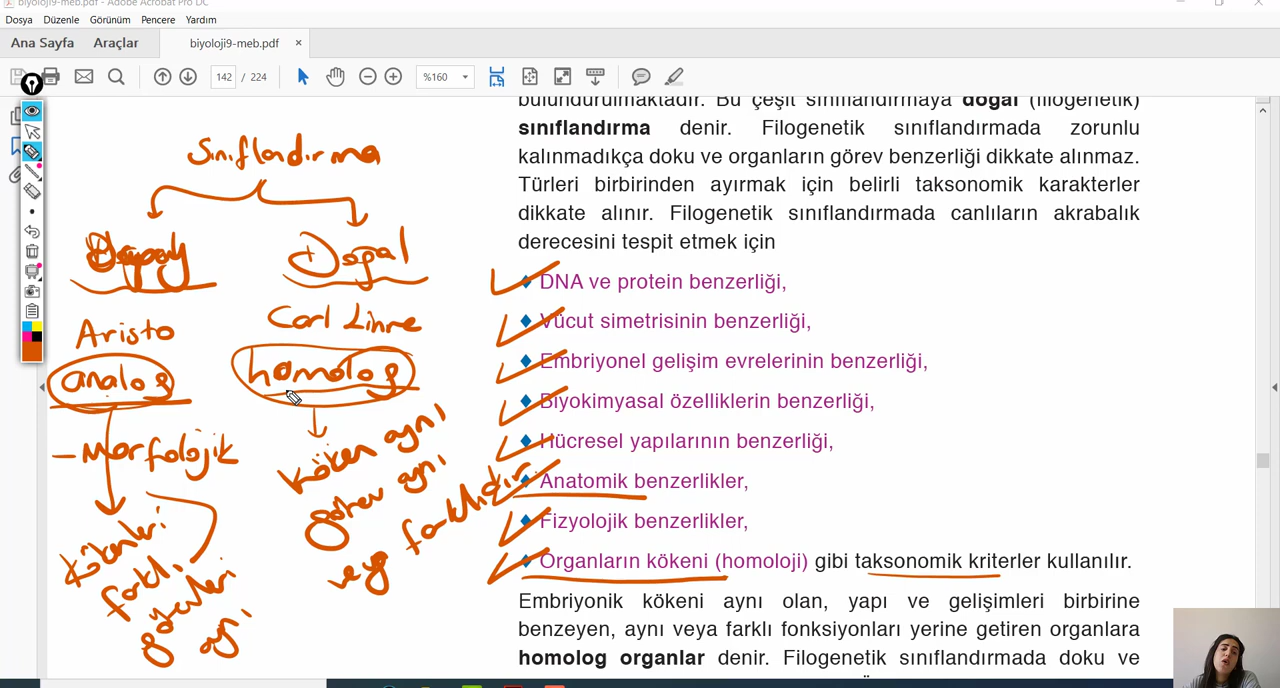 biyoloji9-meb.pdf - Adobe Acrobat Pro DC
Dosya Düzenle Görünüm Pencere Yardım
Ana Sayfa Araçlar biyoloji9-meb.pdf ×
142 / 224 %160
bulundurulmaktadır. Bu çeşit sınıflandırmaya doğal (filogenetik)
sınıflandırma denir. Filogenetik sınıflandırmada zorunlu
kalınmadıkça doku ve organların görev benzerliği dikkate alınmaz.
Türleri birbirinden ayırmak için belirli taksonomik karakterler
dikkate alınır. Filogenetik sınıflandırmada canlıların akrabalık
derecesini tespit etmek için
DNA ve protein benzerliği,
Vücut simetrisinin benzerliği,
Embriyonel gelişim evrelerinin benzerliği,
Biyokimyasal özelliklerin benzerliği,
Hücresel yapılarının benzerliği,
Anatomik benzerlikler,
Fizyolojik benzerlikler,
Organların kökeni (homoloji) gibi taksonomik kriterler kullanılır.
Embriyonik kökeni aynı olan, yapı ve gelişimleri birbirine
benzeyen, aynı veya farklı fonksiyonları yerine getiren organlara
homolog organlar denir. Filogenetik sınıflandırmada doku ve
Sınıflandırma
Doğal
Aristo
Carl Linne
analog
homolog
- Morfolojik
Kökenleri
farklı
görevleri
Köken aynı
görev aynı
veya farklıdır